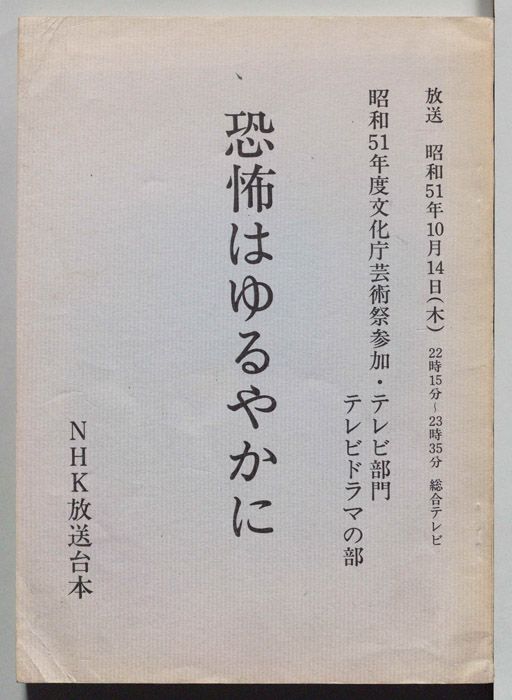 放送　昭和51年10月14日(木) 22時15分〜23時35分　総合テレビ
昭和51年度文化庁芸術祭参加・テレビ部門
テレビドラマの部
恐怖はゆるやかに
NHK放送台本